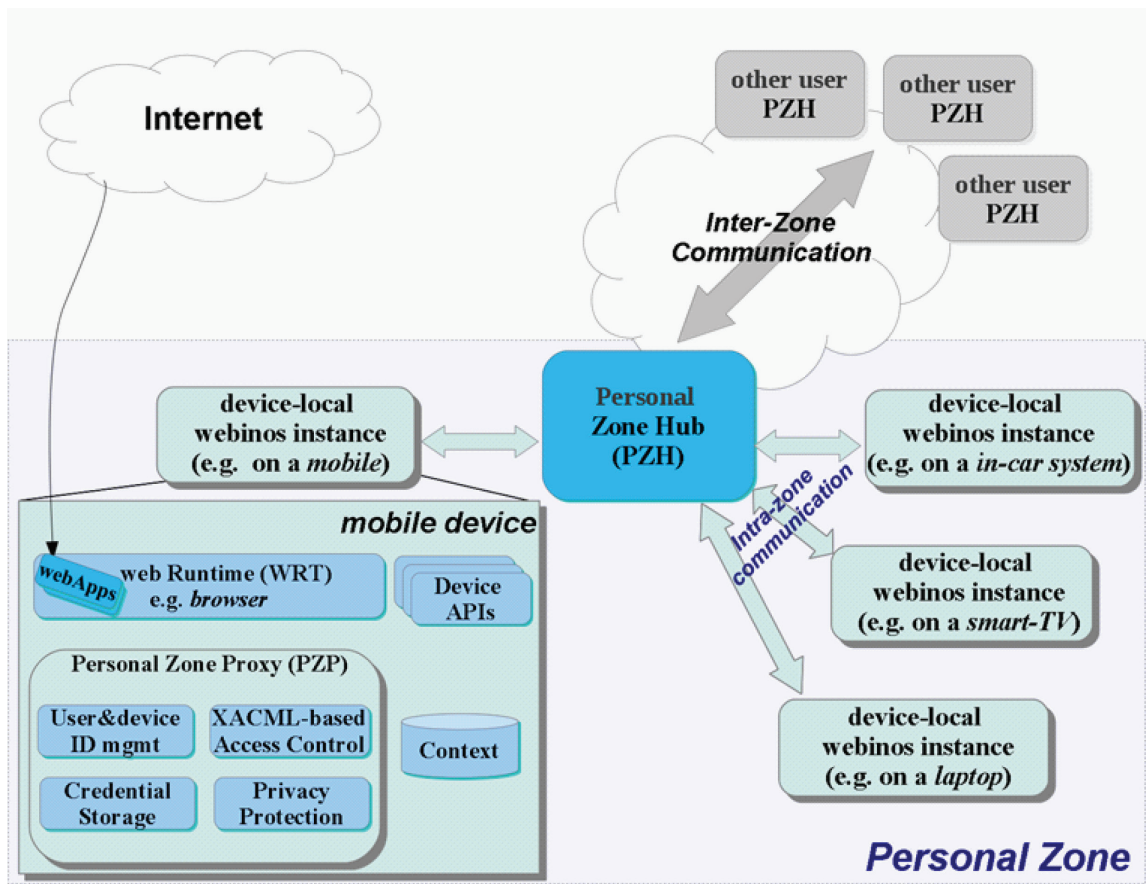 Internet
other user
PZH
other user
PZH
other user
PZH
Inter-Zone
Communication
Personal
Zone Hub
(PZH)
device-local
webinos instance
(e.g. on a mobile)
device-local
webinos instance
(e.g. on a in-car system)
Intra-zone
communication
device-local
webinos instance
(e.g. on a smart-TV)
device-local
webinos instance
(e.g. on a laptop)
mobile device
webApps
web Runtime (WRT)
e.g. browser
Device
APIs
Personal Zone Proxy (PZP)
User&device
ID mgmt
XACML-based
Access Control
Credential
Storage
Privacy
Protection
Context
Personal Zone